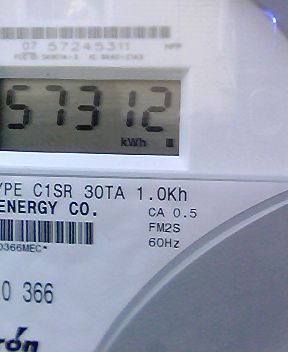 07 57245311
57312
kWh
YPE C1SR 30TA 1.0Kh
ENERGY CO.
CA 0.5
FM2S
60Hz
0366MEC*
0 366
rón